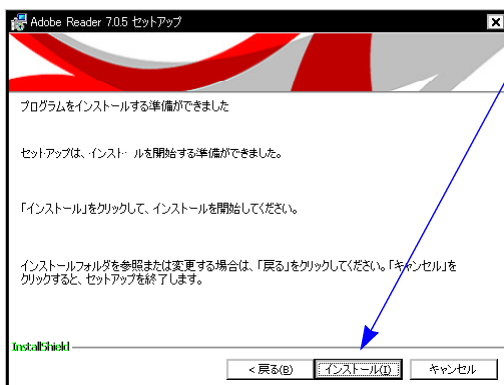 Adobe Reader 7.0.5 セットアップ
プログラムをインストールする準備ができました
セットアップは、インストールを開始する準備ができました。
「インストール」をクリックして、インストールを開始してください。
インストールフォルダを参照または変更する場合は、「戻る」をクリックしてください。「キャンセル」を
クリックすると、セットアップを終了します。
InstallShield
< 戻る(B) インストール(I) キャンセル